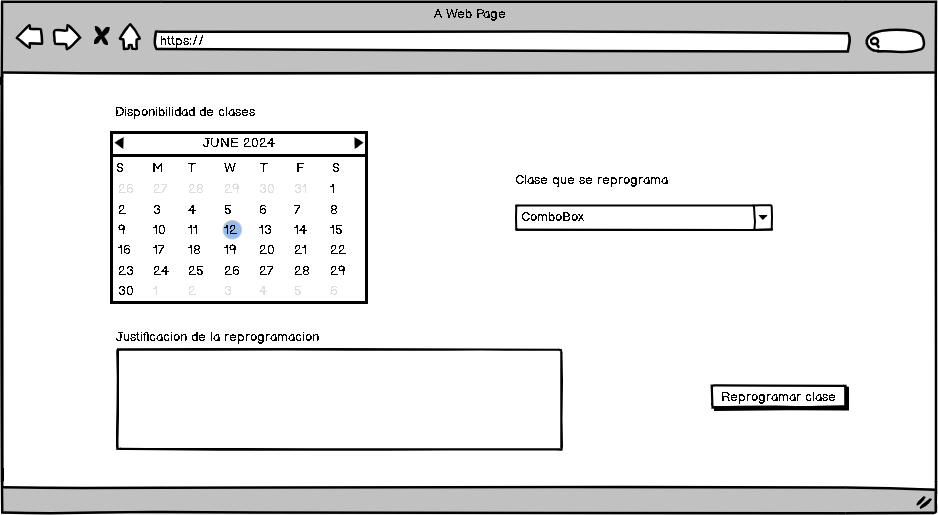 A Web Page
https://
Disponibilidad de clases
JUNE 2024
S M T W T F S
26 27 28 29 30 31 1
2 3 4 5 6 7 8
9 10 11 12 13 14 15
16 17 18 19 20 21 22
23 24 25 26 27 28 29
30 1 2 3 4 5 6
Clase que se reprograma
ComboBox
Justificacion de la reprogramacion
Reprogramar clase